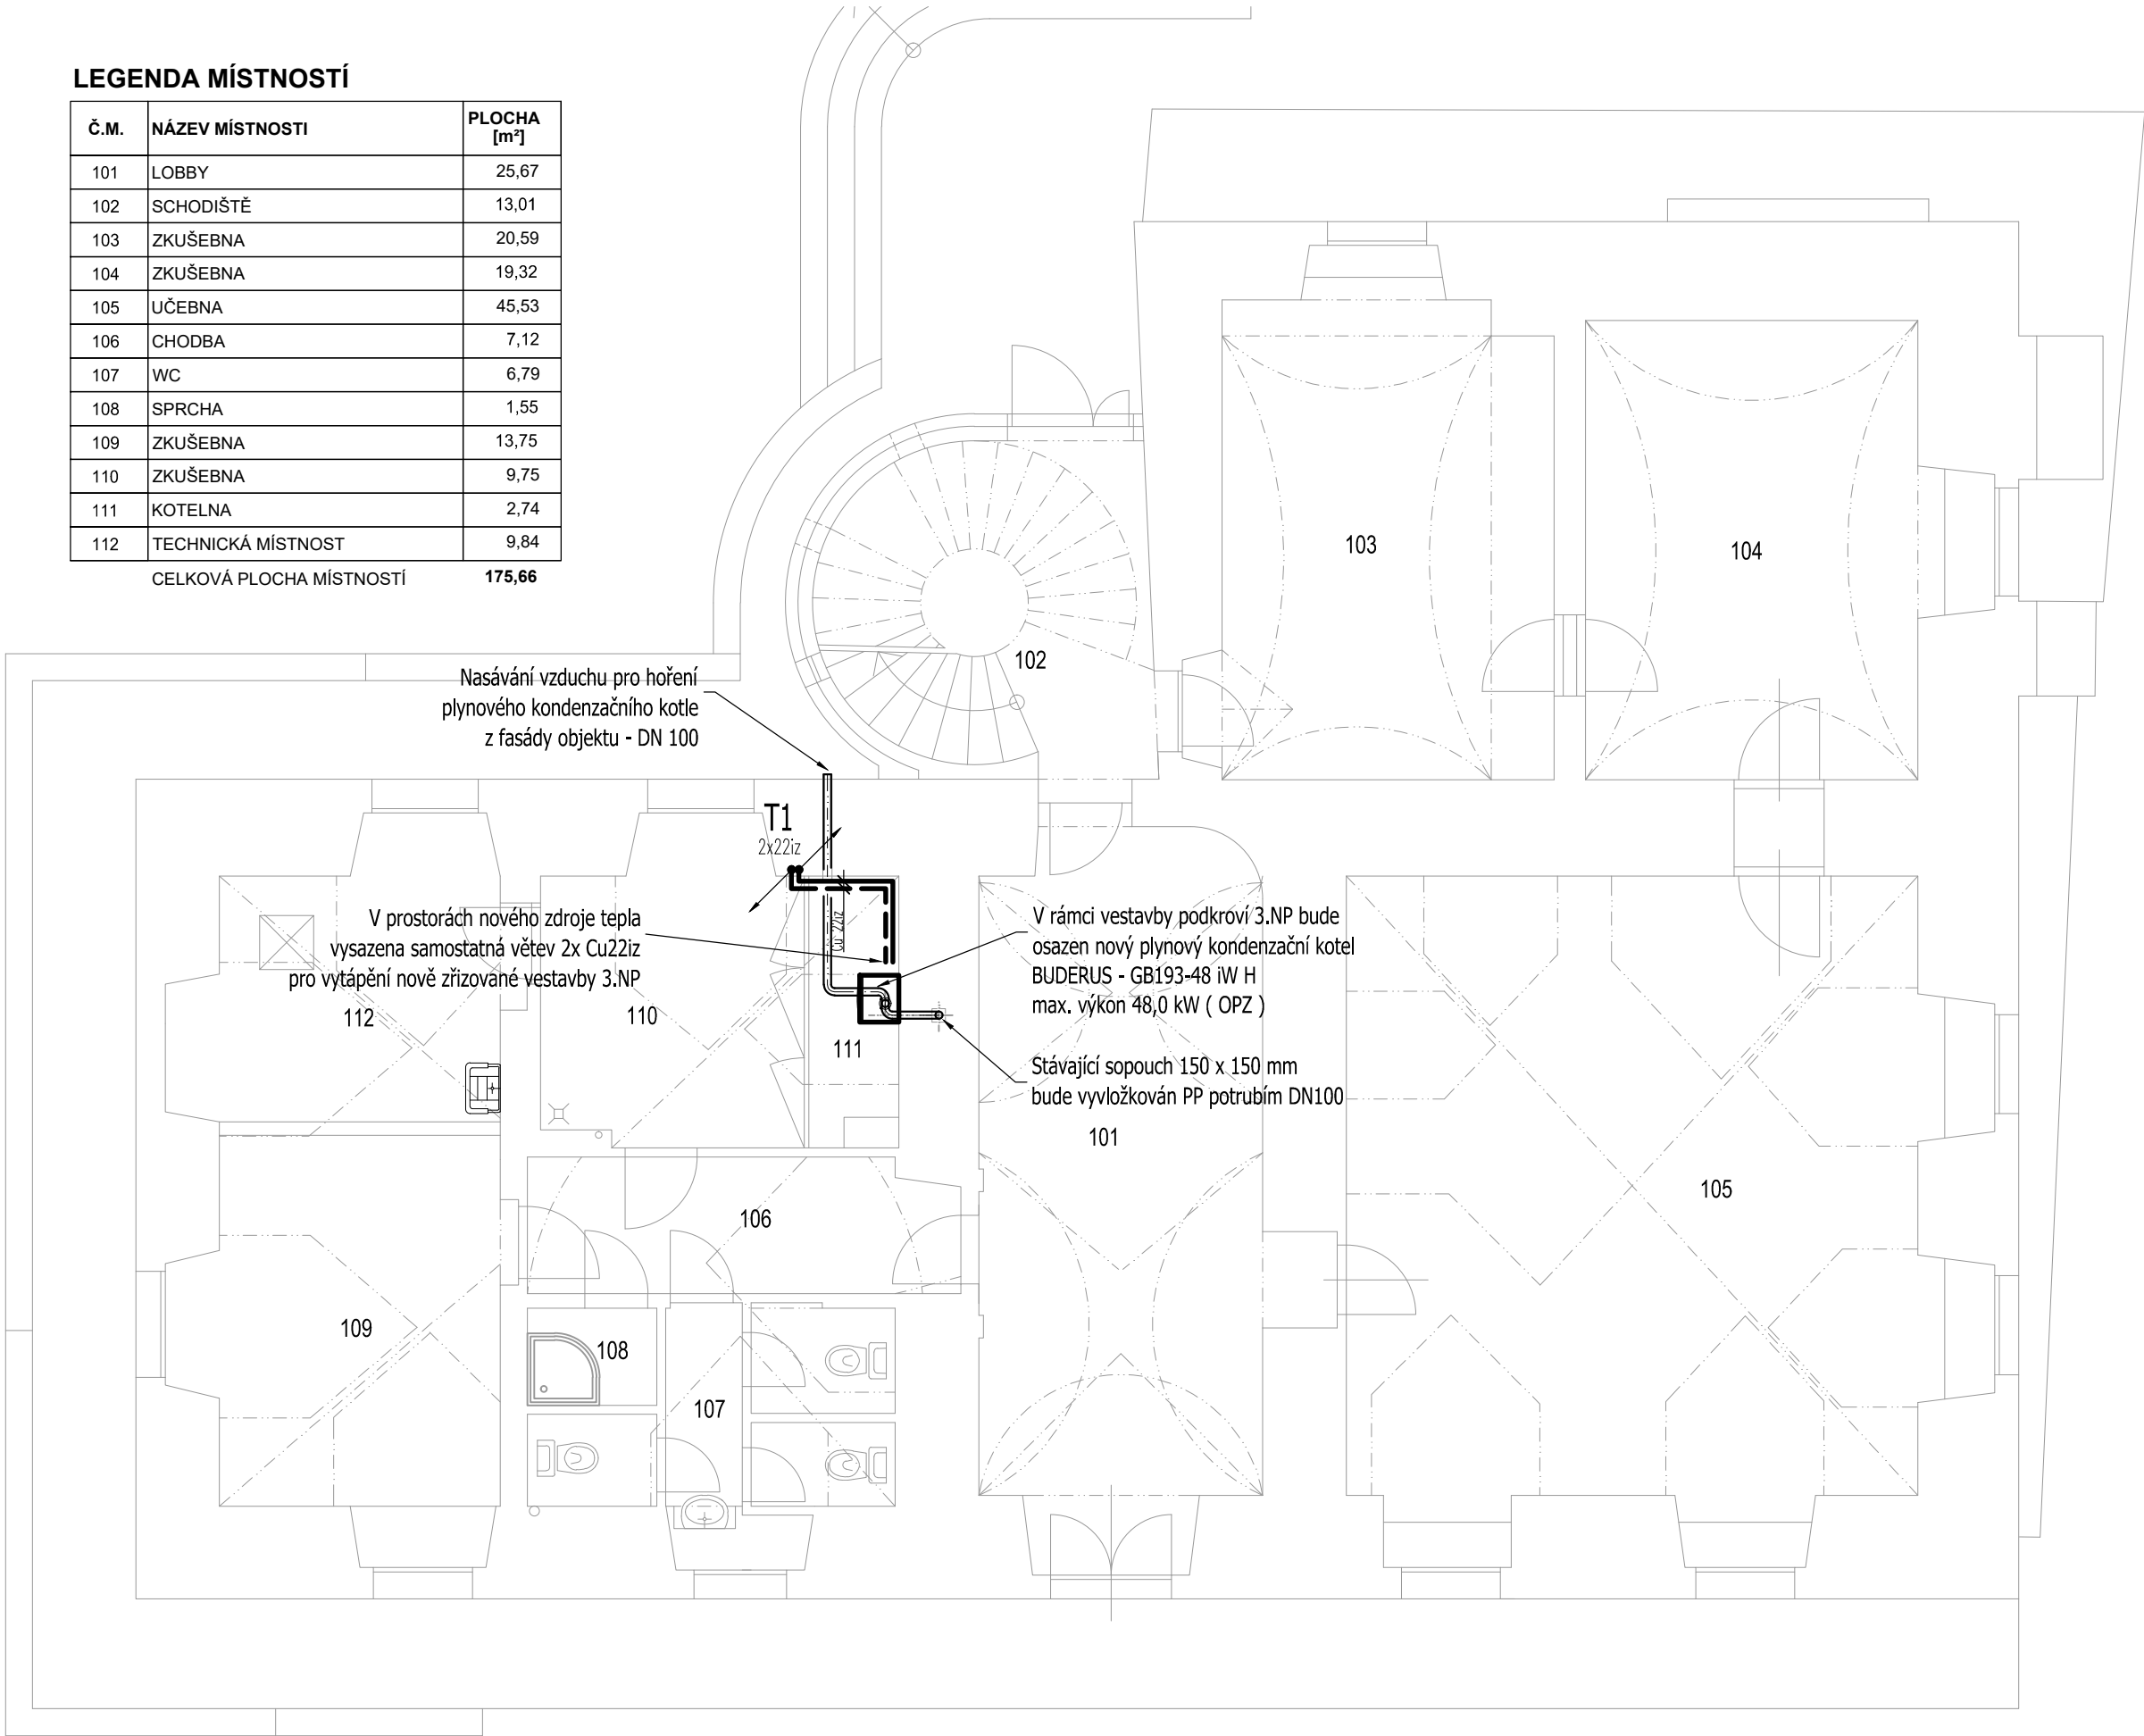 LEGENDA MÍSTNOSTÍ
Č.M. NÁZEV MÍSTNOSTI PLOCHA [m²]
101 LOBBY 25,67
102 SCHODIŠTĚ 13,01
103 ZKUŠEBNA 20,59
104 ZKUŠEBNA 19,32
105 UČEBNA 45,53
106 CHODBA 7,12
107 WC 6,79
108 SPRCHA 1,55
109 ZKUŠEBNA 13,75
110 ZKUŠEBNA 9,75
111 KOTELNA 2,74
112 TECHNICKÁ MÍSTNOST 9,84
CELKOVÁ PLOCHA MÍSTNOSTÍ 175,66
103
104
102
Nasávání vzduchu pro hoření
plynového kondenzačního kotle
z fasády objektu - DN 100
T1
2x22iz
Cu 22iz
V prostorách nového zdroje tepla
vysazena samostatná větev 2x Cu22iz
pro vytápění nově zřizované vestavby 3.NP
V rámci vestavby podkroví 3.NP bude
osazen nový plynový kondenzační kotel
BUDERUS - GB193-48 iW H
max. výkon 48,0 kW ( OPZ )
112
110
111
Stávající sopouch 150 x 150 mm
bude vyvložkován PP potrubím DN100
101
105
106
109
108
107